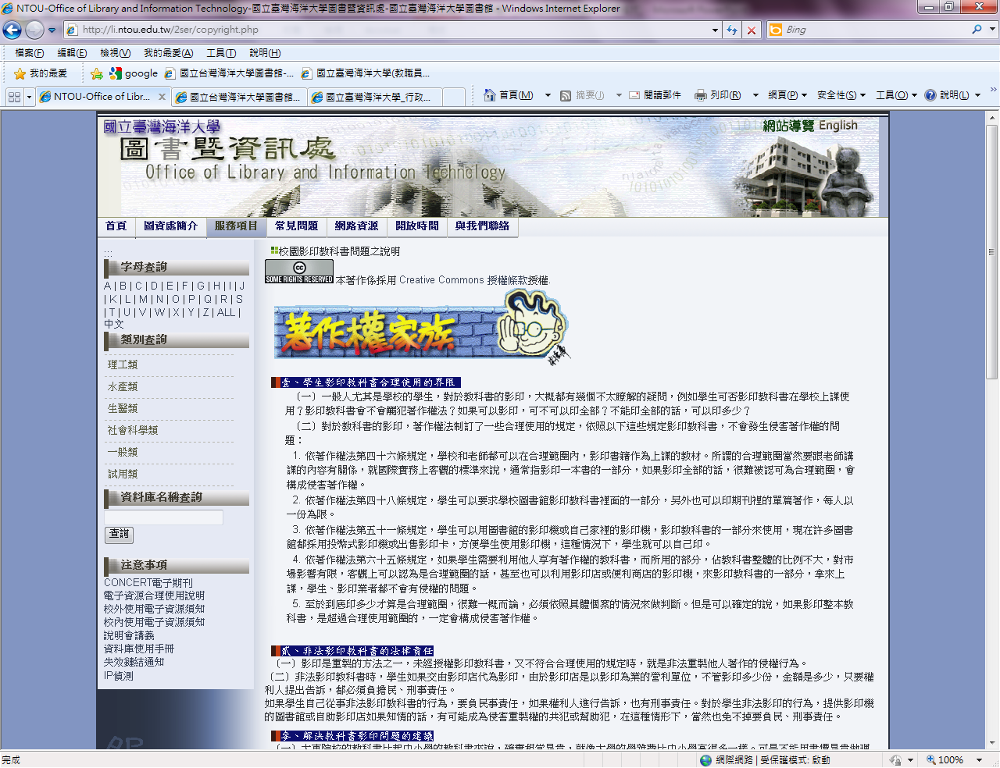 NTOU-Office of Library and Information Technology-國立臺灣海洋大學圖書暨資訊處-國立臺灣海洋大學圖書館 - Windows Internet Explorer
http://li.ntou.edu.tw/2ser/copyright.php
Bing
檔案(F) 編輯(E) 檢視(V) 我的最愛(A) 工具(T) 說明(H)
我的最愛 google 國立台灣海洋大學圖書館-... 國立臺灣海洋大學(教職員...
NTOU-Office of Libr... 國立台灣海洋大學圖書館... 國立臺灣海洋大學_行政... 首頁(M) 摘要(J) 閱讀郵件 列印(R) 網頁(P) 安全性(S) 工具(O) 說明(L)
國立臺灣海洋大學
網站導覽 English
圖書暨資訊處
Office of Library and Information Technology
首頁 圖資處簡介 服務項目 常見問題 網路資源 開放時間 與我們聯絡
:::
字母查詢
A | B | C | D | E | F | G | H | I | J
| K | L | M | N | O | P | Q | R | S
| T | U | V | W | X | Y | Z | ALL |
中文
類別查詢
理工類
水產類
生醫類
社會科學類
一般類
試用類
資料庫名稱查詢
查詢
注意事項
CONCERT電子期刊
電子資源合理使用說明
校外使用電子資源須知
校內使用電子資源須知
說明會講義
資料庫使用手冊
失效鏈結通知
IP偵測
校園影印教科書問題之說明
cc
SOME RIGHTS RESERVED 本著作係採用 Creative Commons 授權條款授權.
著作權家族
壹、學生影印教科書合理使用的界限
〔一〕一般人尤其是學校的學生，對於教科書的影印，大概都有幾個不太瞭解的疑問，例如學生可否影印教科書在學校上課使
用？影印教科書會不會觸犯著作權法？如果可以影印，可不可以印全部？不能印全部的話，可以印多少？
〔二〕對於教科書的影印，著作權法制訂了一些合理使用的規定，依照以下這些規定影印教科書，不會發生侵害著作權的問
題：
1. 依著作權法第四十六條規定，學校和老師都可以在合理範圍內，影印書籍作為上課的教材。所謂的合理範圍當然要跟老師講
課的內容有關係，就國際實務上客觀的標準來說，通常指影印一本書的一部分，如果影印全部的話，很難被認可為合理範圍，會
構成侵害著作權。
2. 依著作權法第四十八條規定，學生可以要求學校圖書館影印教科書裡面的一部分，另外也可以印期刊裡的單篇著作，每人以
一份為限。
3. 依著作權法第五十一條規定，學生可以用圖書館的影印機或自己家裡的影印機，影印教科書的一部分來使用，現在許多圖書
館都採用投幣式影印機或出售影印卡，方便學生使用影印機，這種情況下，學生就可以自己印。
4. 依著作權法第六十五條規定，如果學生需要利用他人享有著作權的教科書，而所用的部分，佔教科書整體的比例不大，對市
場影響有限，客觀上可以認為是合理範圍的話，甚至也可以利用影印店或便利商店的影印機，來影印教科書的一部分，拿來上
課，學生、影印業者都不會有侵權的問題。
5. 至於到底印多少才算是合理範圍，很難一概而論，必須依照具體個案的情況來做判斷。但是可以確定的說，如果影印整本教
科書，是超過合理使用範圍的，一定會構成侵害著作權。
貳、非法影印教科書的法律責任
〔一〕影印是重製的方法之一，未經授權影印教科書，又不符合合理使用的規定時，就是非法重製他人著作的侵權行為。
〔二〕非法影印教科書時，學生如果交由影印店代為影印，由於影印店是以影印為業的營利單位，不管影印多少份，金額是多少，只要權
利人提出告訴，都必須負擔民、刑事責任。
如果學生自己從事非法影印教科書的行為，要負民事責任，如果權利人進行告訴，也有刑事責任。對於學生非法影印的行為，提供影印機
的圖書館或自助影印店如果知情的話，有可能成為侵害重製權的共犯或幫助犯，在這種情形下，當然也免不掉要負民、刑事責任。
參、解決教科書影印問題的建議
〔一〕大專院校的教科書比起中小學的教科書來說，確實相當是貴，就像大學的學雜費比中小學高很多一樣。可是不能用書價是貴做理
完成 網際網路 | 受保護模式: 啟動 100%